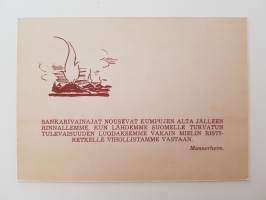 SANKARIVAINAJAT NOUSEVAT KUMPUJEN ALTA JÄLLEEN
RINNALLEMME, KUN LÄHDEMME SUOMELLE TURVATUN
TULEVAISUUDEN LUODAKSEMME VAKAIN MIELIN RISTI-
RETKELLE VIHOLLISTAMME VASTAAN.
Mannerheim.